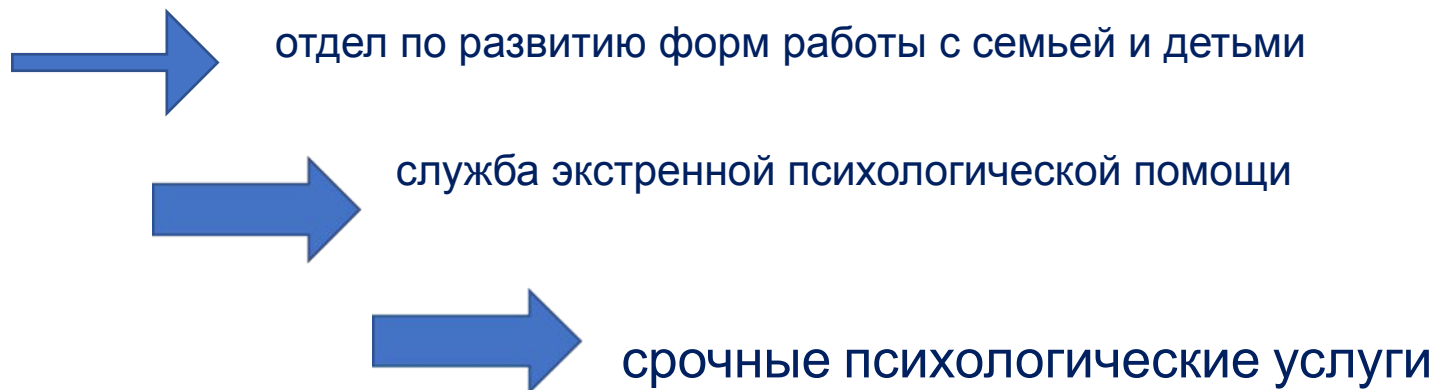 отдел по развитию форм работы с семьей и детьми
служба экстренной психологической помощи
срочные психологические услуги